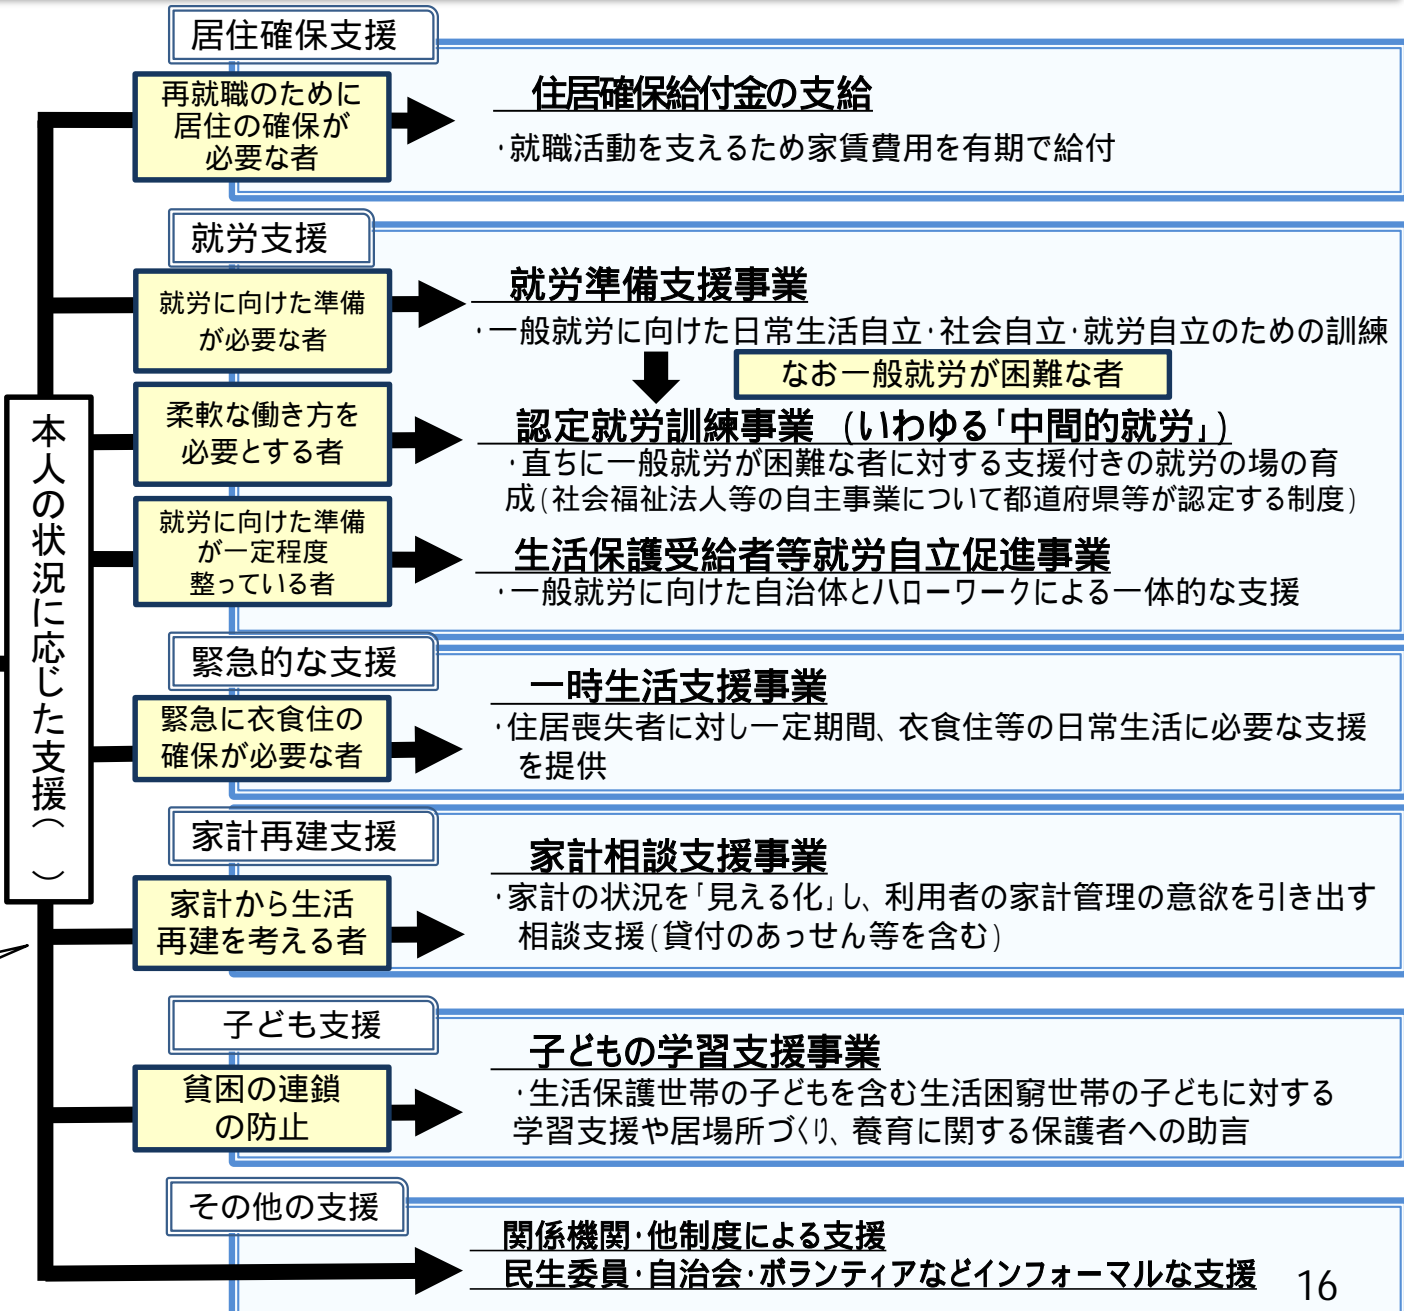 居住確保支援
再就職のために
居住の確保が
必要な者
住居確保給付金の支給
・就職活動を支えるため家賃費用を有期で給付
就労支援
就労に向けた準備
が必要な者
就労準備支援事業
・一般就労に向けた日常生活自立・社会自立・就労自立のための訓練
なお一般就労が困難な者
柔軟な働き方を
必要とする者
認定就労訓練事業 (いわゆる「中間的就労」)
・直ちに一般就労が困難な者に対する支援付きの就労の場の育
成(社会福祉法人等の自主事業について都道府県等が認定する制度)
就労に向けた準備
が一定程度
整っている者
生活保護受給者等就労自立促進事業
・一般就労に向けた自治体とハローワークによる一体的な支援
本人の状況に応じた支援( )
緊急的な支援
緊急に衣食住の
確保が必要な者
一時生活支援事業
・住居喪失者に対し一定期間、衣食住等の日常生活に必要な支援
を提供
家計再建支援
家計から生活
再建を考える者
家計相談支援事業
・家計の状況を「見える化」し、利用者の家計管理の意欲を引き出す
相談支援(貸付のあっせん等を含む)
子ども支援
貧困の連鎖
の防止
子どもの学習支援事業
・生活保護世帯の子どもを含む生活困窮世帯の子どもに対する
学習支援や居場所づくり、養育に関する保護者への助言
その他の支援
関係機関・他制度による支援
民生委員・自治会・ボランティアなどインフォーマルな支援
16